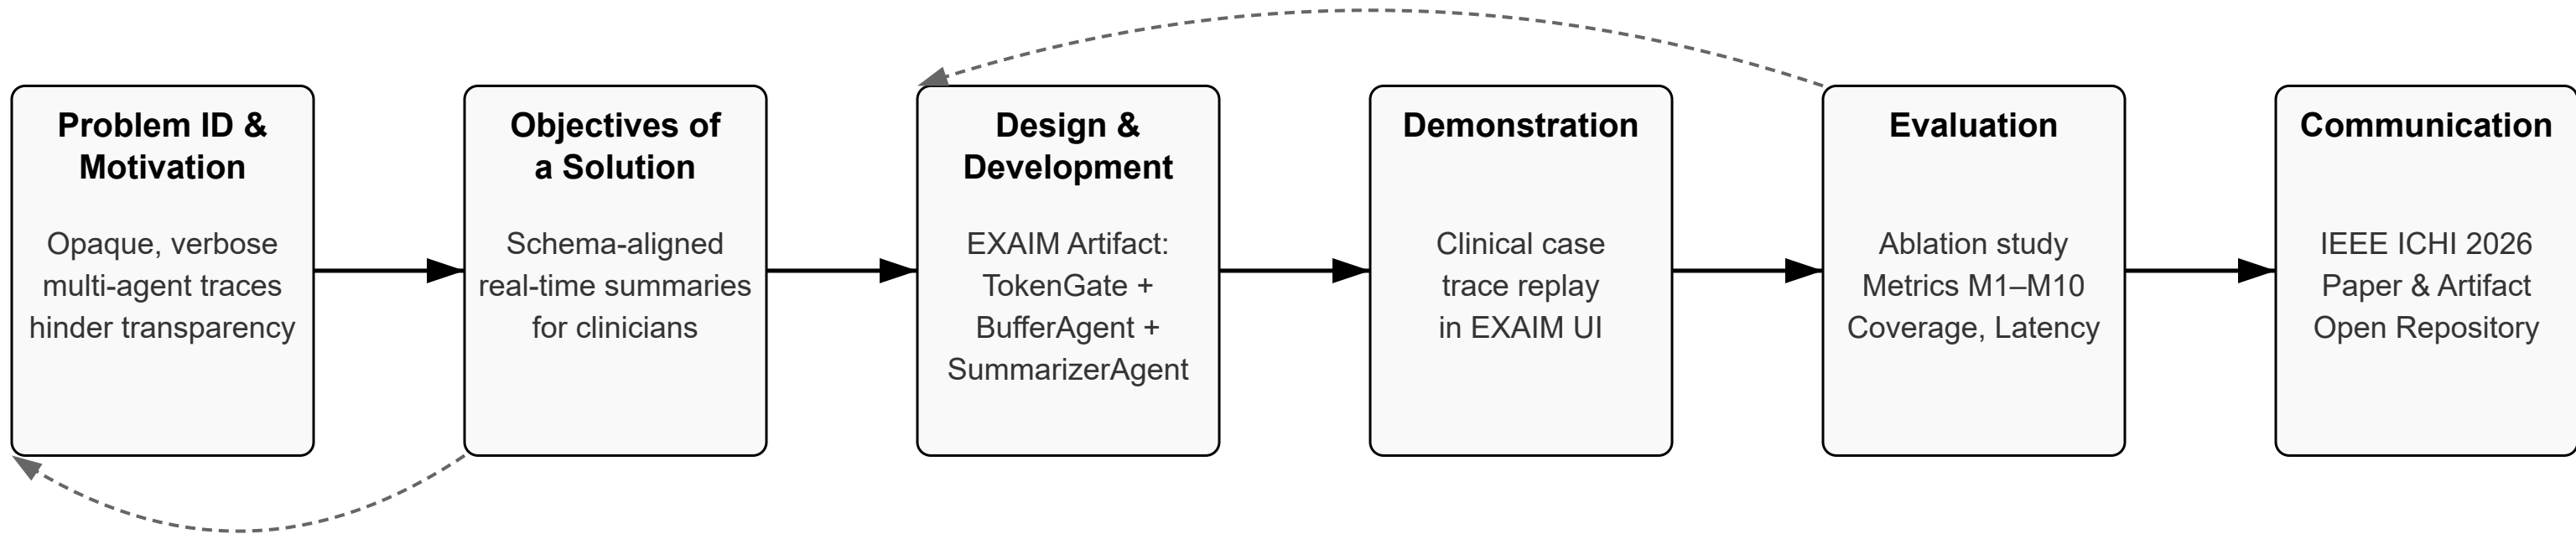 Problem ID &
Motivation
Opaque, verbose
multi-agent traces
hinder transparency
Objectives of
a Solution
Schema-aligned
real-time summaries
for clinicians
Design &
Development
EXAIM Artifact:
TokenGate +
BufferAgent +
SummarizerAgent
Demonstration
Clinical case
trace replay
in EXAIM UI
Evaluation
Ablation study
Metrics M1–M10
Coverage, Latency
Communication
IEEE ICHI 2026
Paper & Artifact
Open Repository